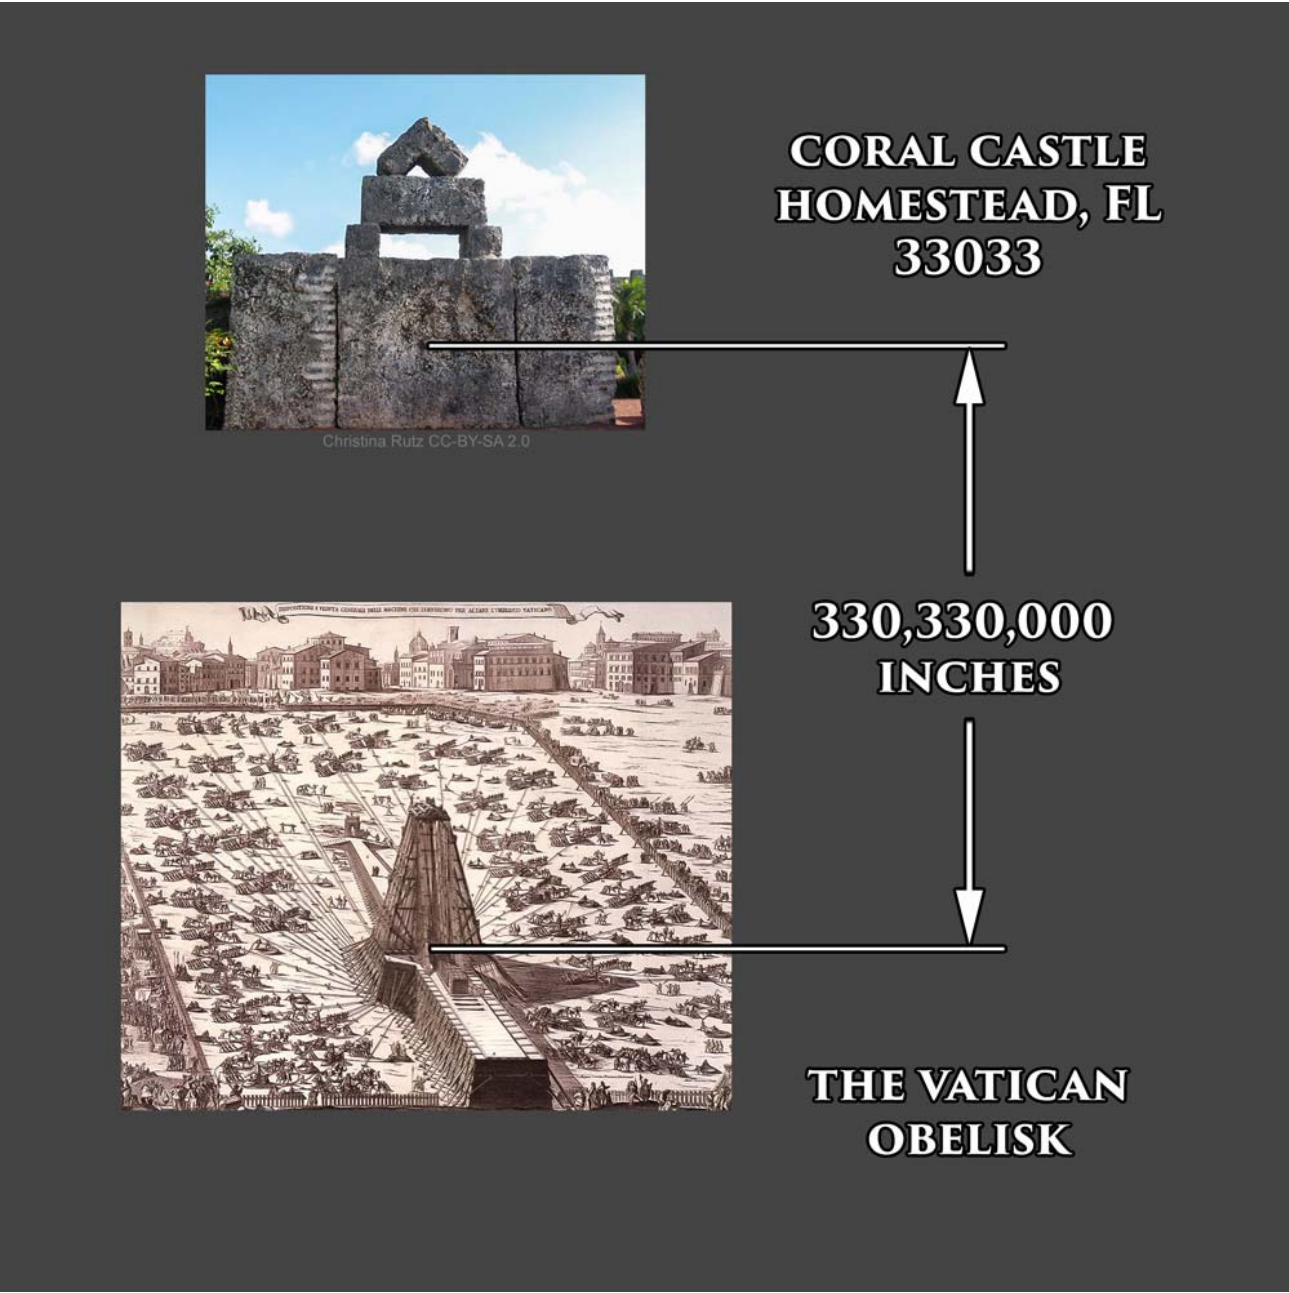 CORAL CASTLE
HOMESTEAD, FL
33033
Christina Rutz CC-BY-SA 2.0
330,330,000
INCHES
THE VATICAN
OBELISK